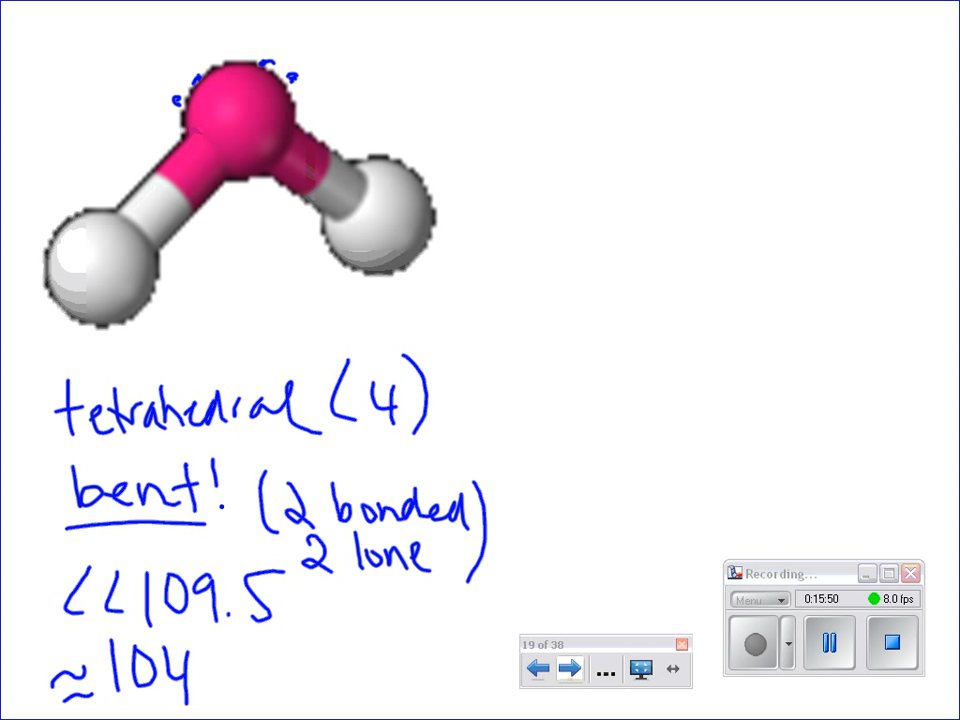 tetrahedral (4)
bent! (2 bonded
2 lone)
<<109.5
≈104
19 of 38
...
Recording...
Menu
0:15:50
8.0 fps